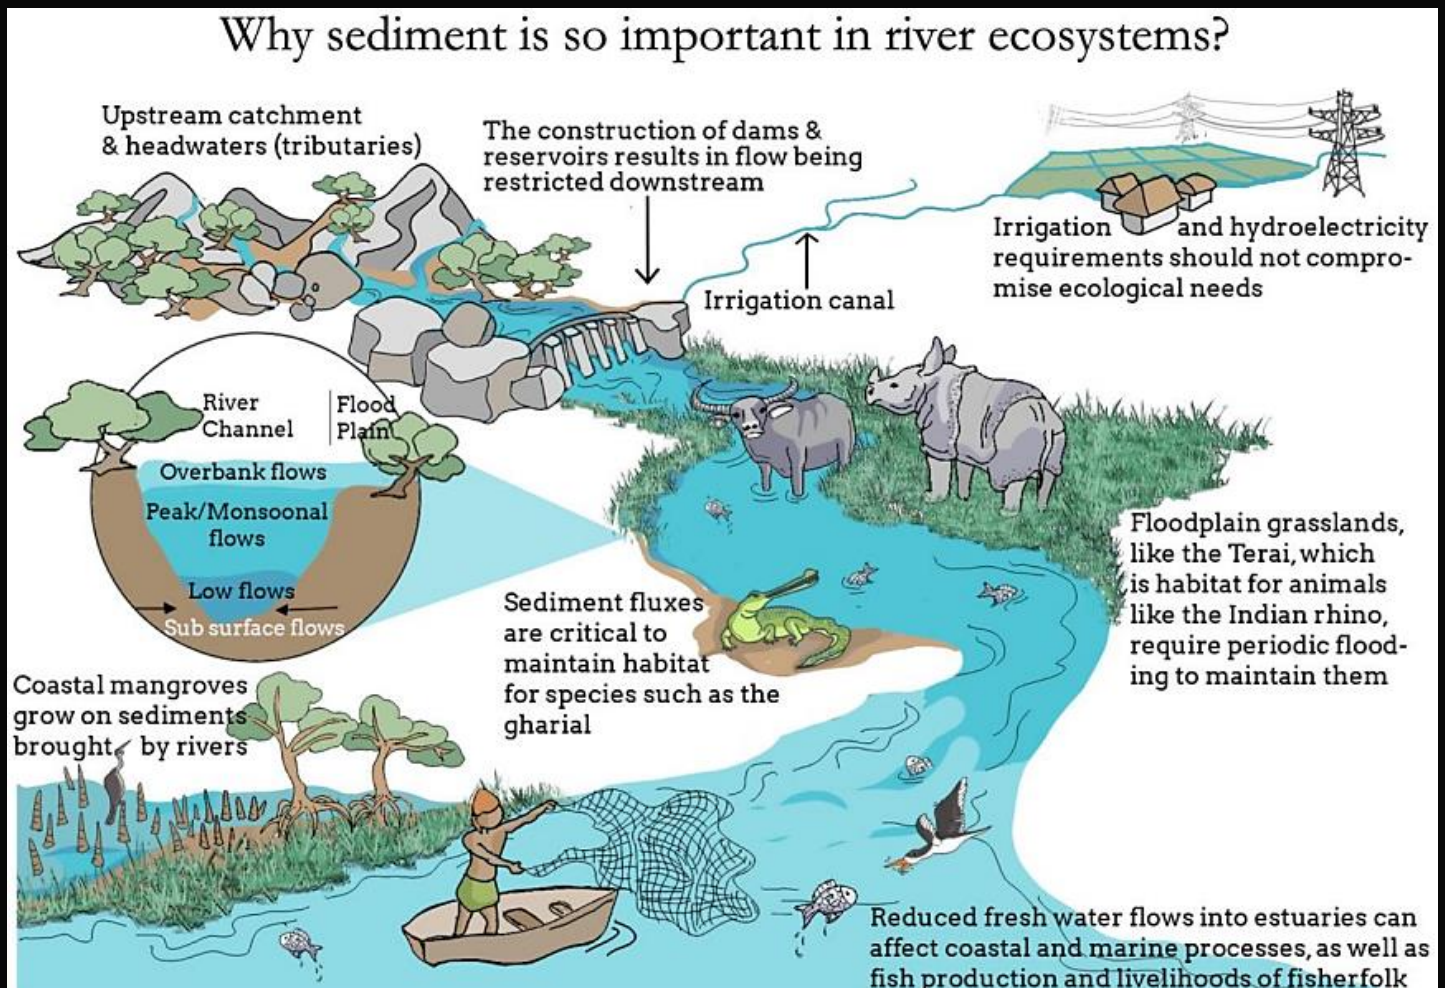 Why sediment is so important in river ecosystems?
Upstream catchment
& headwaters (tributaries)
The construction of dams &
reservoirs results in flow being
restricted downstream
Irrigation canal
Irrigation and hydroelectricity
requirements should not compro-
mise ecological needs
River
Channel
Flood
Plain
Overbank flows
Peak/Monsoonal
flows
Low flows
Sub surface flows
Floodplain grasslands,
like the Terai, which
is habitat for animals
like the Indian rhino,
require periodic flood-
ing to maintain them
Sediment fluxes
are critical to
maintain habitat
for species such as the
gharial
Coastal mangroves
grow on sediments
brought by rivers
Reduced fresh water flows into estuaries can
affect coastal and marine processes, as well as
fish production and livelihoods of fisherfolk